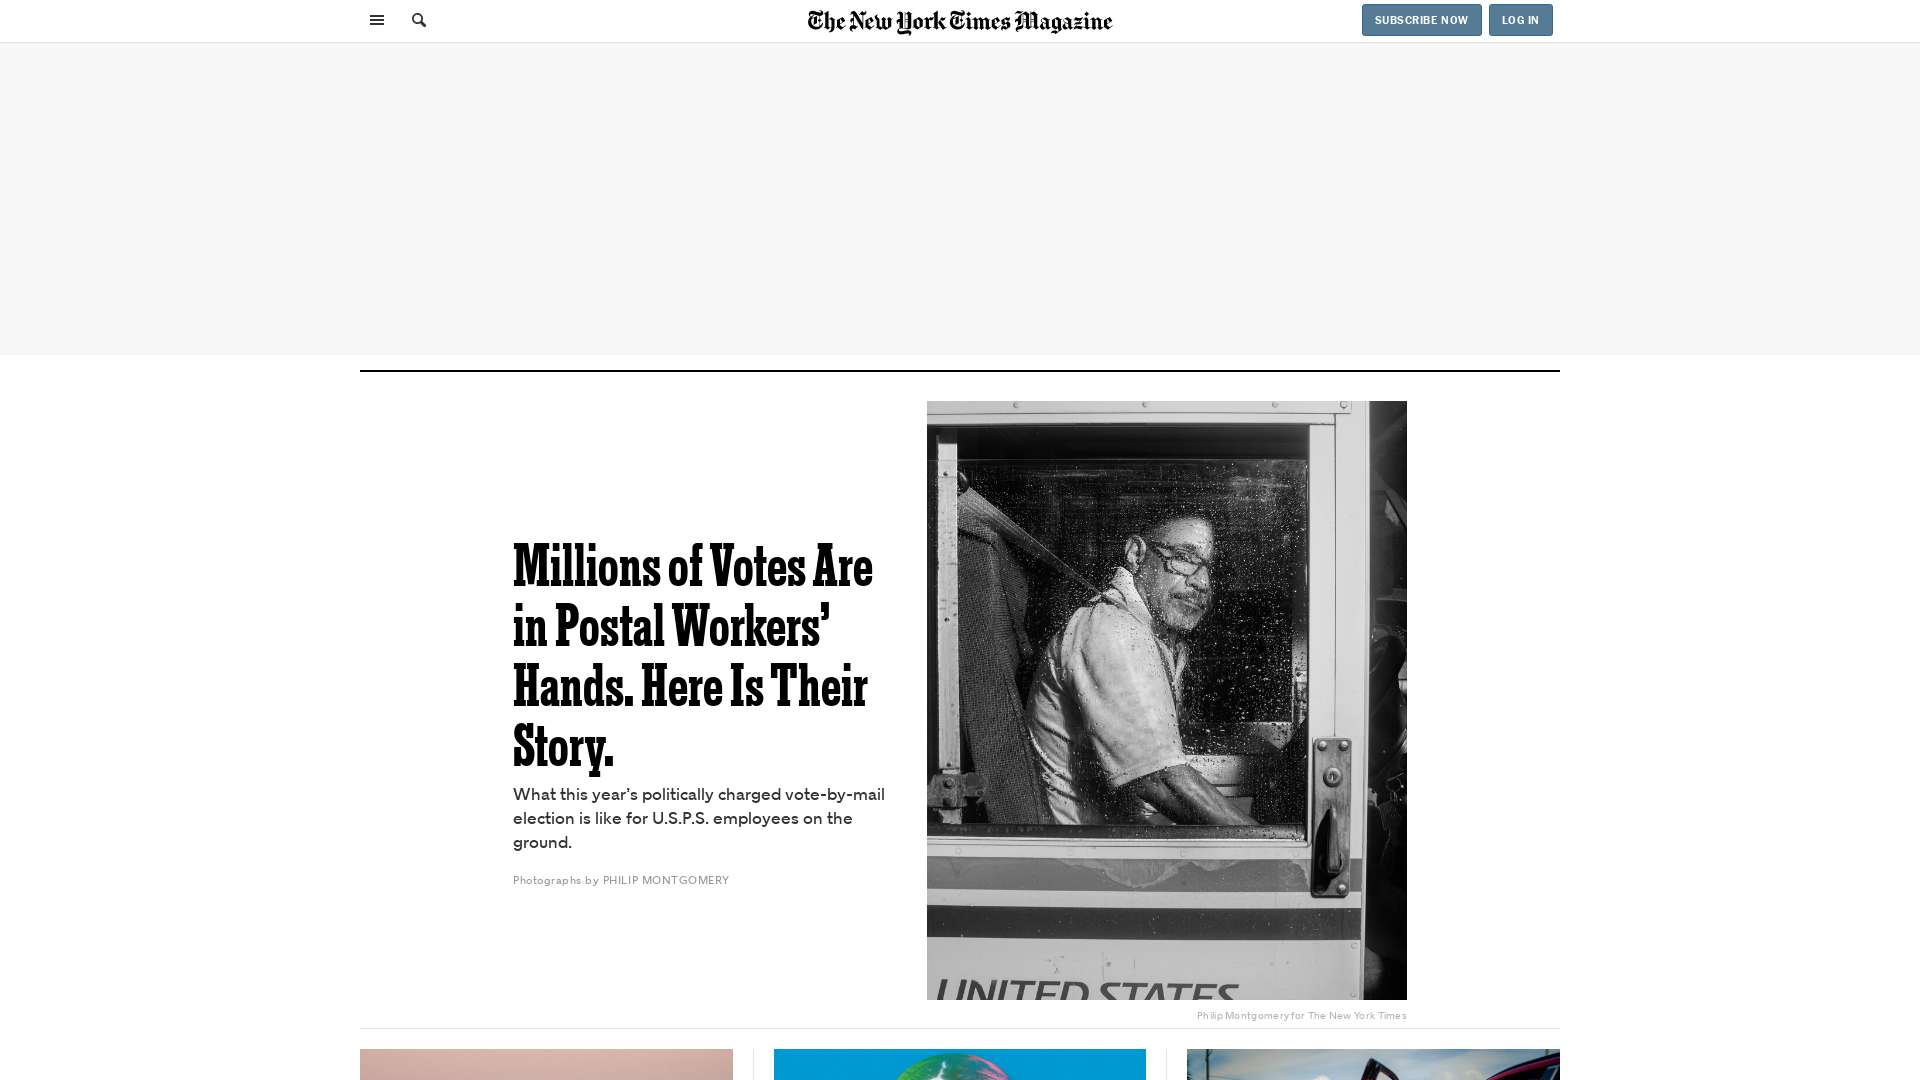 The New York Times Magazine
SUBSCRIBE NOW
LOG IN
Millions of Votes Are
in Postal Workers’
Hands. Here Is Their
Story.
What this year’s politically charged vote-by-mail
election is like for U.S.P.S. employees on the
ground.
Photographs by PHILIP MONTGOMERY
UNITED STATES
Philip Montgomery for The New York Times